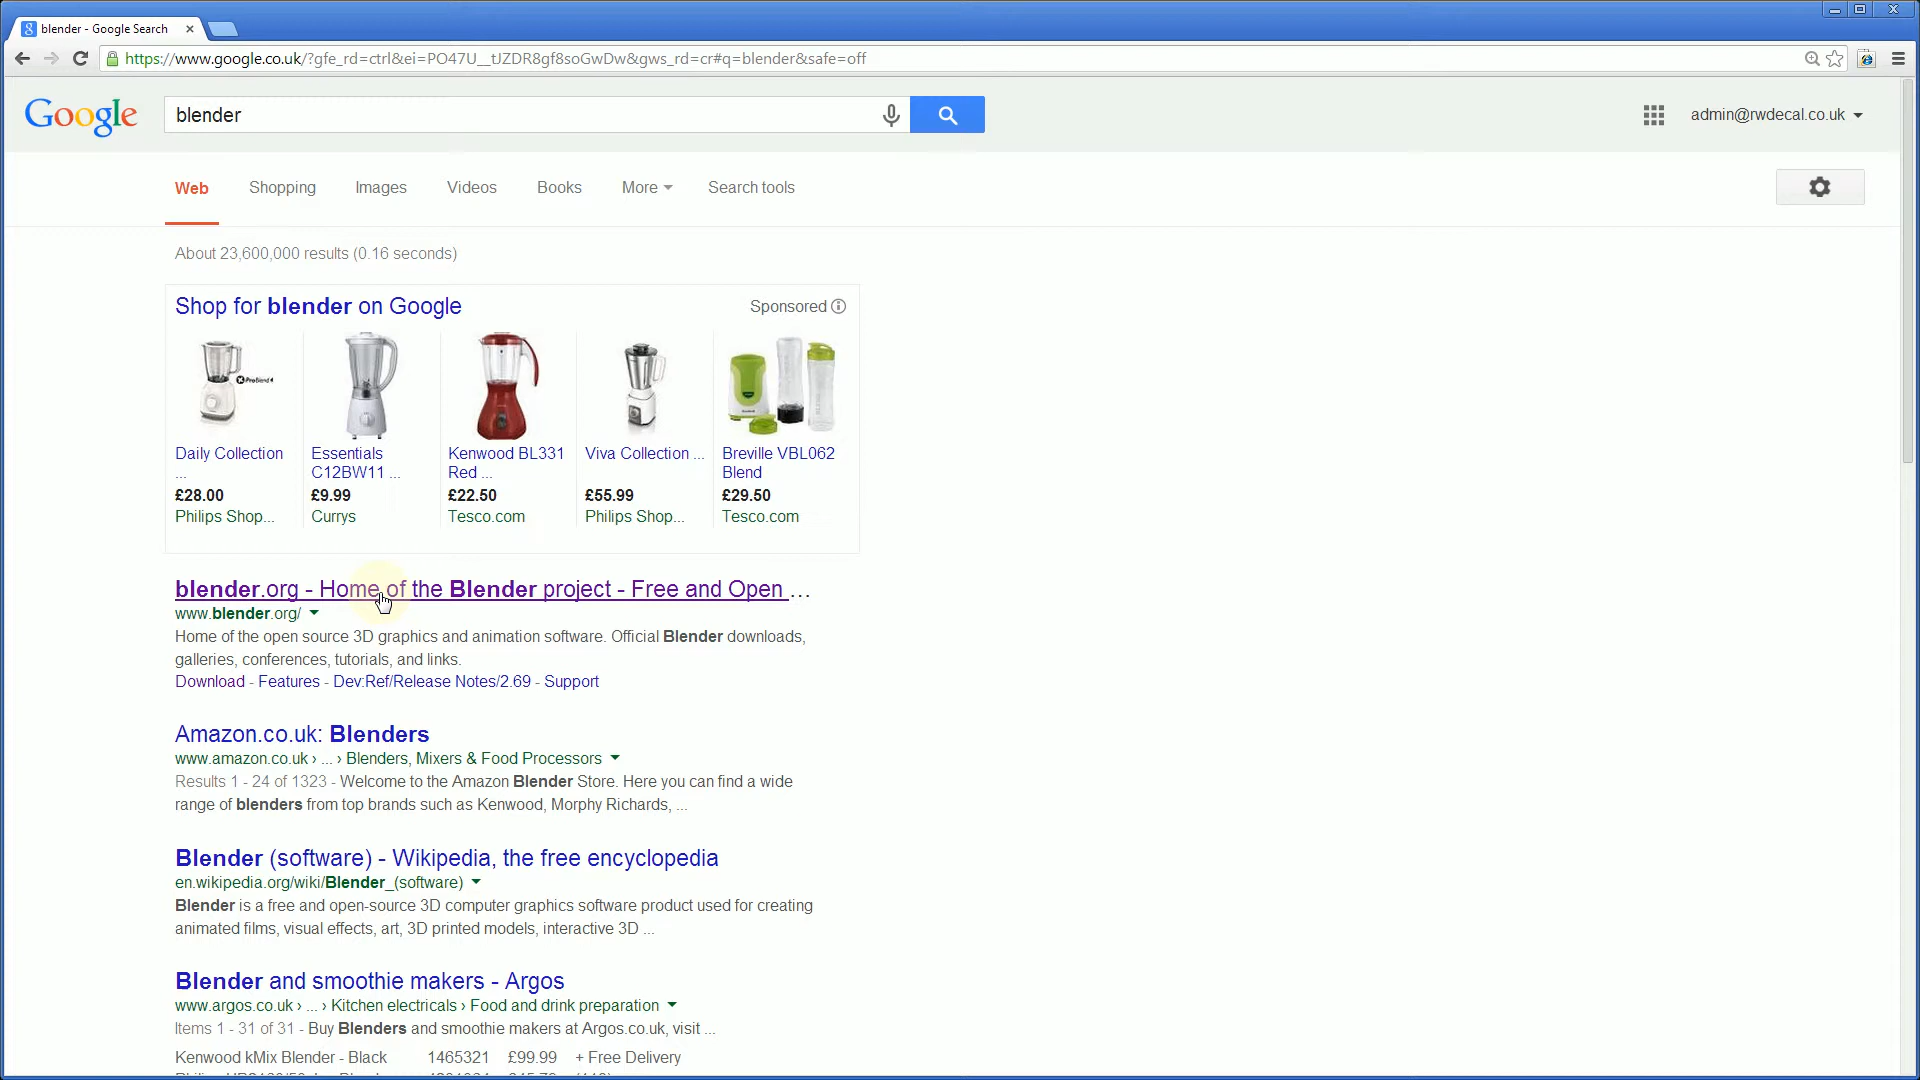 blender - Google Search
https://www.google.co.uk/?gfe_rd=ctrl&ei=PO47U__tJZDR8gf8soGwDw&gws_rd=cr#q=blender&safe=off
Google
blender
admin@rwdecal.co.uk
Web Shopping Images Videos Books More Search tools
About 23,600,000 results (0.16 seconds)
Shop for blender on Google Sponsored
Daily Collection ... £28.00 Philips Shop...
Essentials C12BW11 ... £9.99 Currys
Kenwood BL331 Red ... £22.50 Tesco.com
Viva Collection ... £55.99 Philips Shop...
Breville VBL062 Blend £29.50 Tesco.com
blender.org - Home of the Blender project - Free and Open ...
www.blender.org/
Home of the open source 3D graphics and animation software. Official Blender downloads,
galleries, conferences, tutorials, and links.
Download - Features - Dev:Ref/Release Notes/2.69 - Support
Amazon.co.uk: Blenders
www.amazon.co.uk › ... › Blenders, Mixers & Food Processors
Results 1 - 24 of 1323 - Welcome to the Amazon Blender Store. Here you can find a wide
range of blenders from top brands such as Kenwood, Morphy Richards, ...
Blender (software) - Wikipedia, the free encyclopedia
en.wikipedia.org/wiki/Blender_(software)
Blender is a free and open-source 3D computer graphics software product used for creating
animated films, visual effects, art, 3D printed models, interactive 3D ...
Blender and smoothie makers - Argos
www.argos.co.uk › ... › Kitchen electricals › Food and drink preparation
Items 1 - 31 of 31 - Buy Blenders and smoothie makers at Argos.co.uk, visit ...
Kenwood kMix Blender - Black 1465321 £99.99 + Free Delivery